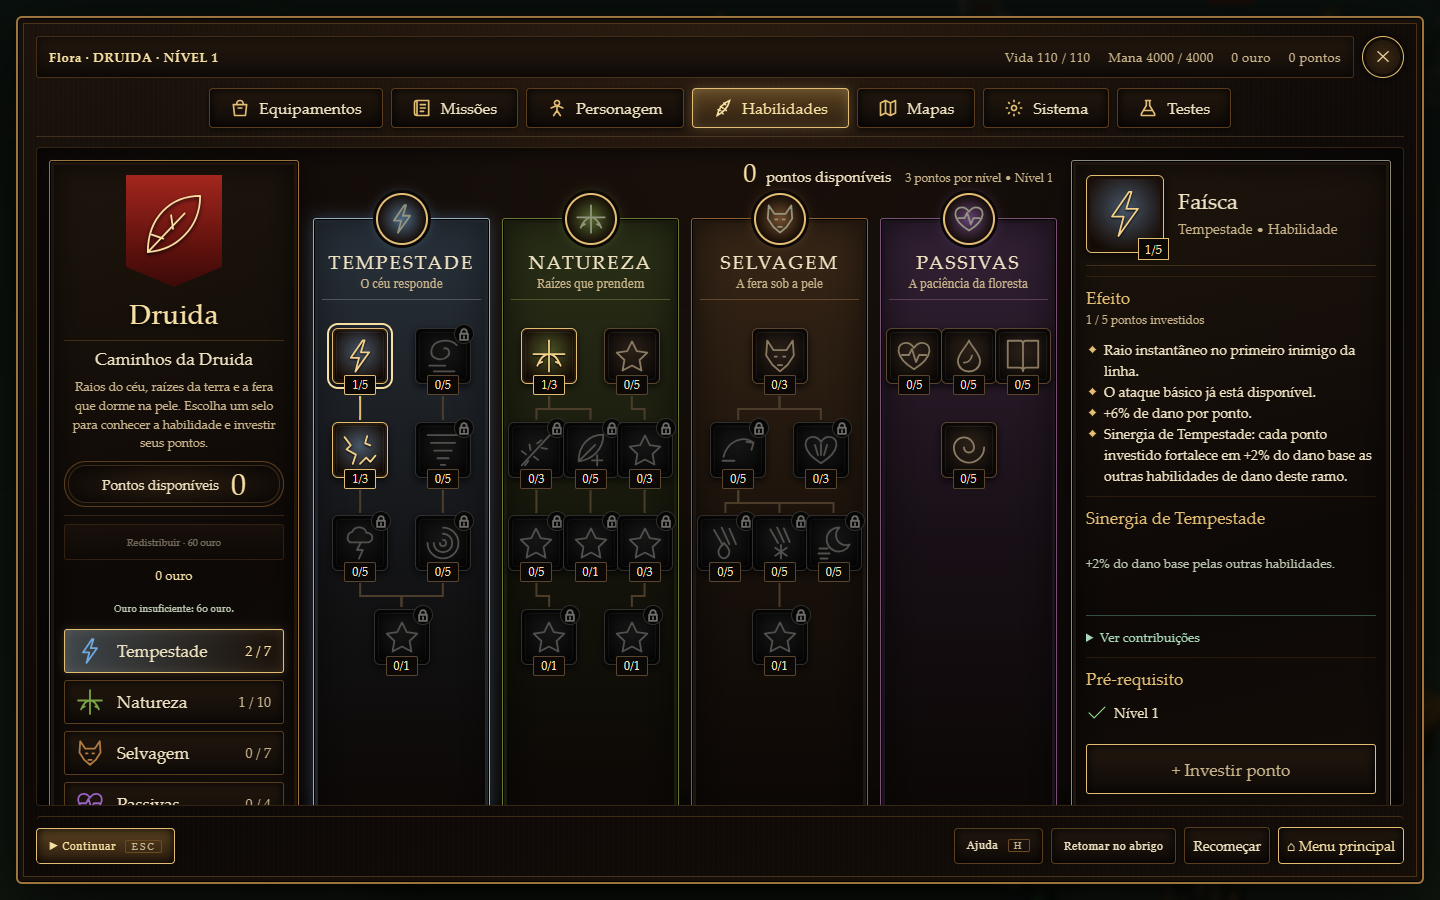 Flora · DRUIDA · NÍVEL 1
Vida 110 / 110 Mana 4000 / 4000 0 ouro 0 pontos
Equipamentos Missões Personagem Habilidades Mapas Sistema Testes
Druida
Caminhos da Druida
Raios do céu, raízes da terra e a fera
que dorme na pele. Escolha um selo
para conhecer a habilidade e investir
seus pontos.
Pontos disponíveis 0
Redistribuir · 60 ouro
0 ouro
Ouro insuficiente: 60 ouro.
Tempestade 2 / 7
Natureza 1 / 10
Selvagem 0 / 7
Passivas 0 / 4
0 pontos disponíveis 3 pontos por nível • Nível 1
TEMPESTADE
O céu responde
1/5
1/3 0/5
0/5
0/5 0/5
0/1
NATUREZA
Raízes que prendem
1/3 0/5
0/3 0/5 0/3
0/5 0/1 0/3
0/1 0/1
SELVAGEM
A fera sob a pele
0/3
0/5 0/3
0/5 0/5 0/5
0/1
PASSIVAS
A paciência da floresta
0/5 0/5 0/5
0/5
Faísca
Tempestade • Habilidade
1/5
Efeito
1 / 5 pontos investidos
Raio instantâneo no primeiro inimigo da
linha.
O ataque básico já está disponível.
+6% de dano por ponto.
Sinergia de Tempestade: cada ponto
investido fortalece em +2% do dano base as
outras habilidades de dano deste ramo.
Sinergia de Tempestade
+2% do dano base pelas outras habilidades.
Ver contribuições
Pré-requisito
Nível 1
+ Investir ponto
Continuar ESC
Ajuda H Retomar no abrigo Recomeçar Menu principal